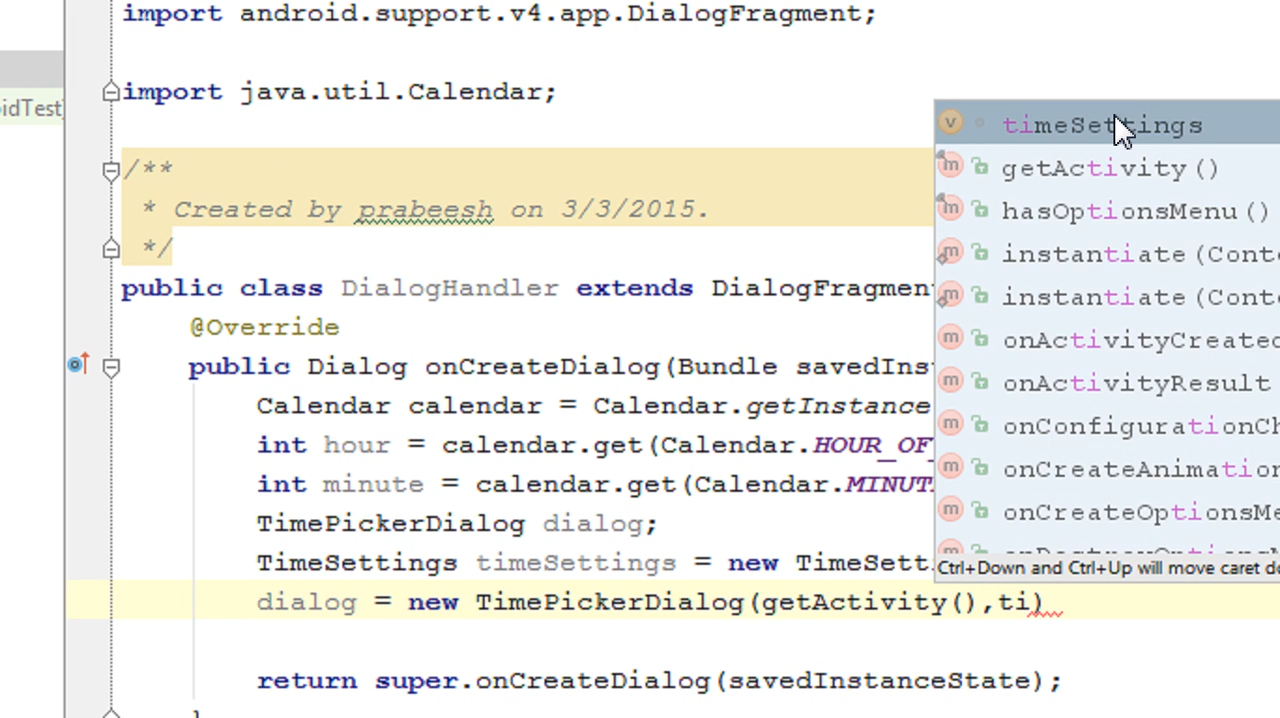 import android.support.v4.app.DialogFragment;
import java.util.Calendar;
idTest
/**
* Created by prabeesh on 3/3/2015.
*/
public class DialogHandler extends DialogFragment
@Override
public Dialog onCreateDialog(Bundle savedIns
Calendar calendar = Calendar.getInstance
int hour = calendar.get(Calendar.HOUR_OF_
int minute = calendar.get(Calendar.MINUT
TimePickerDialog dialog;
TimeSettings timeSettings = new TimeSett
dialog = new TimePickerDialog(getActivity(),ti)
return super.onCreateDialog(savedInstanceState);
v timeSettings
m getActivity()
m hasOptionsMenu()
m instantiate(Conte
m instantiate(Conte
m onActivityCreated
m onActivityResult
m onConfigurationCh
m onCreateAnimation
m onCreateOptionsMe
Ctrl+Down and Ctrl+Up will move caret do